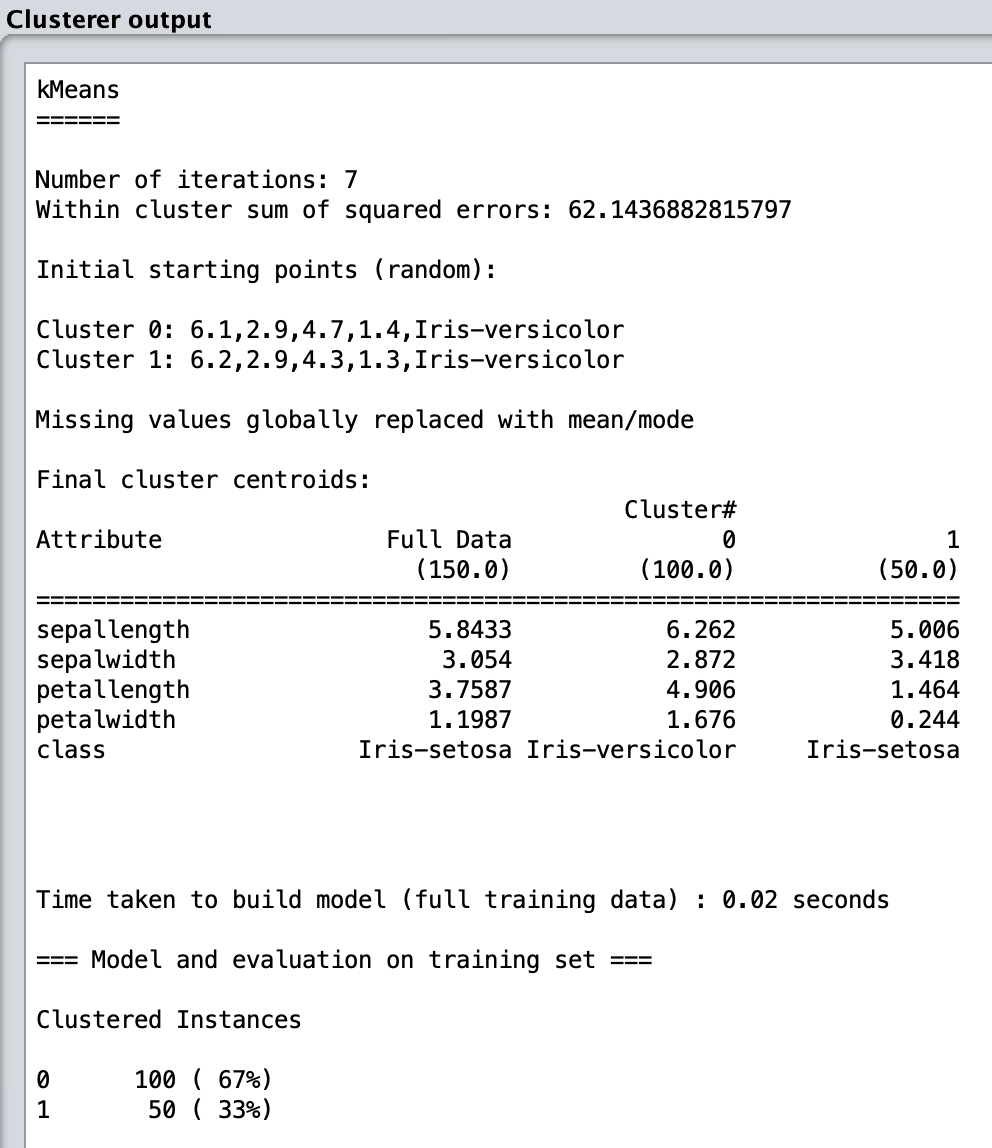 Clusterer output
kMeans
======
Number of iterations: 7
Within cluster sum of squared errors: 62.1436882815797
Initial starting points (random):
Cluster 0: 6.1,2.9,4.7,1.4,Iris-versicolor
Cluster 1: 6.2,2.9,4.3,1.3,Iris-versicolor
Missing values globally replaced with mean/mode
Final cluster centroids:
                                          Cluster#
Attribute                Full Data               0               1
                           (150.0)         (100.0)          (50.0)
==================================================================
sepallength                 5.8433           6.262           5.006
sepalwidth                   3.054           2.872           3.418
petallength                 3.7587           4.906           1.464
petalwidth                  1.1987           1.676           0.244
class                  Iris-setosa Iris-versicolor     Iris-setosa
Time taken to build model (full training data) : 0.02 seconds
=== Model and evaluation on training set ===
Clustered Instances
0      100 ( 67%)
1       50 ( 33%)